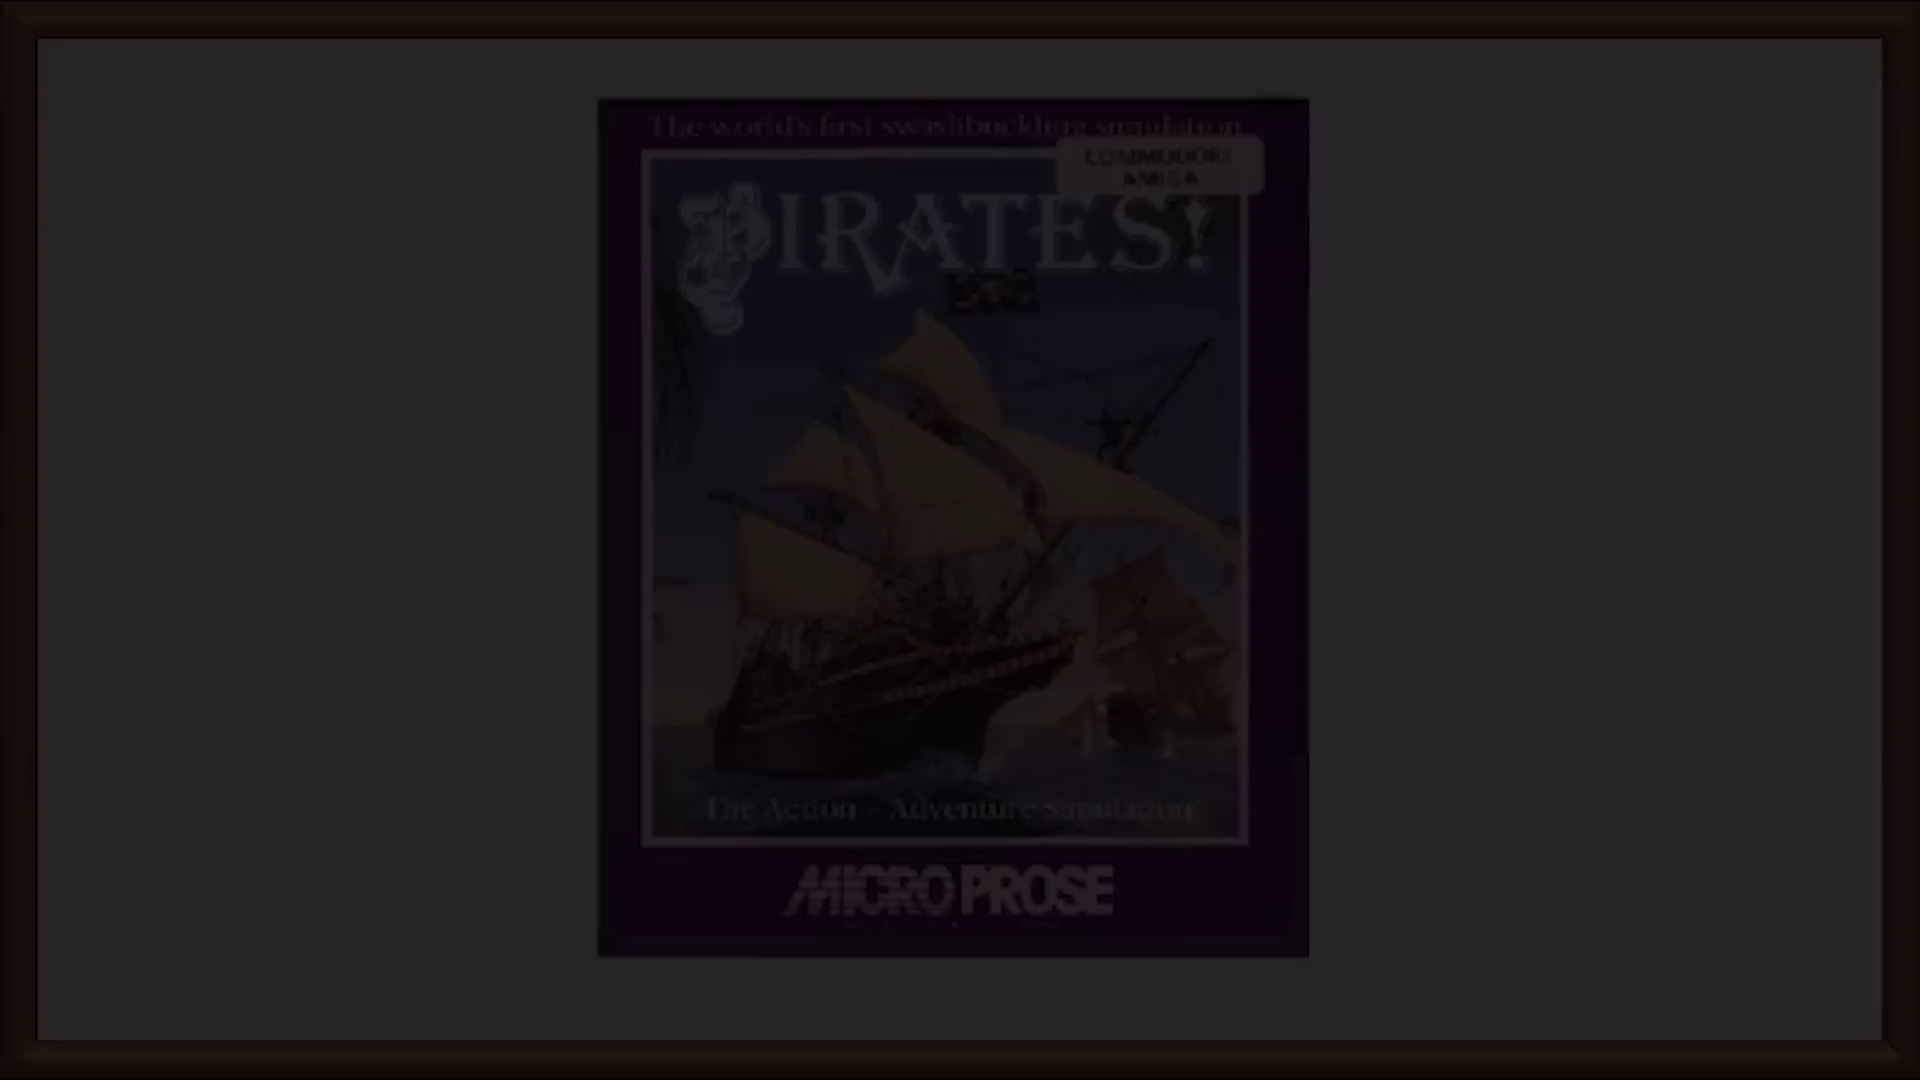 The world's first swashbuckling simulation
COMMODORE
AMIGA
PIRATES!
The Action - Adventure Simulation
MICRO PROSE